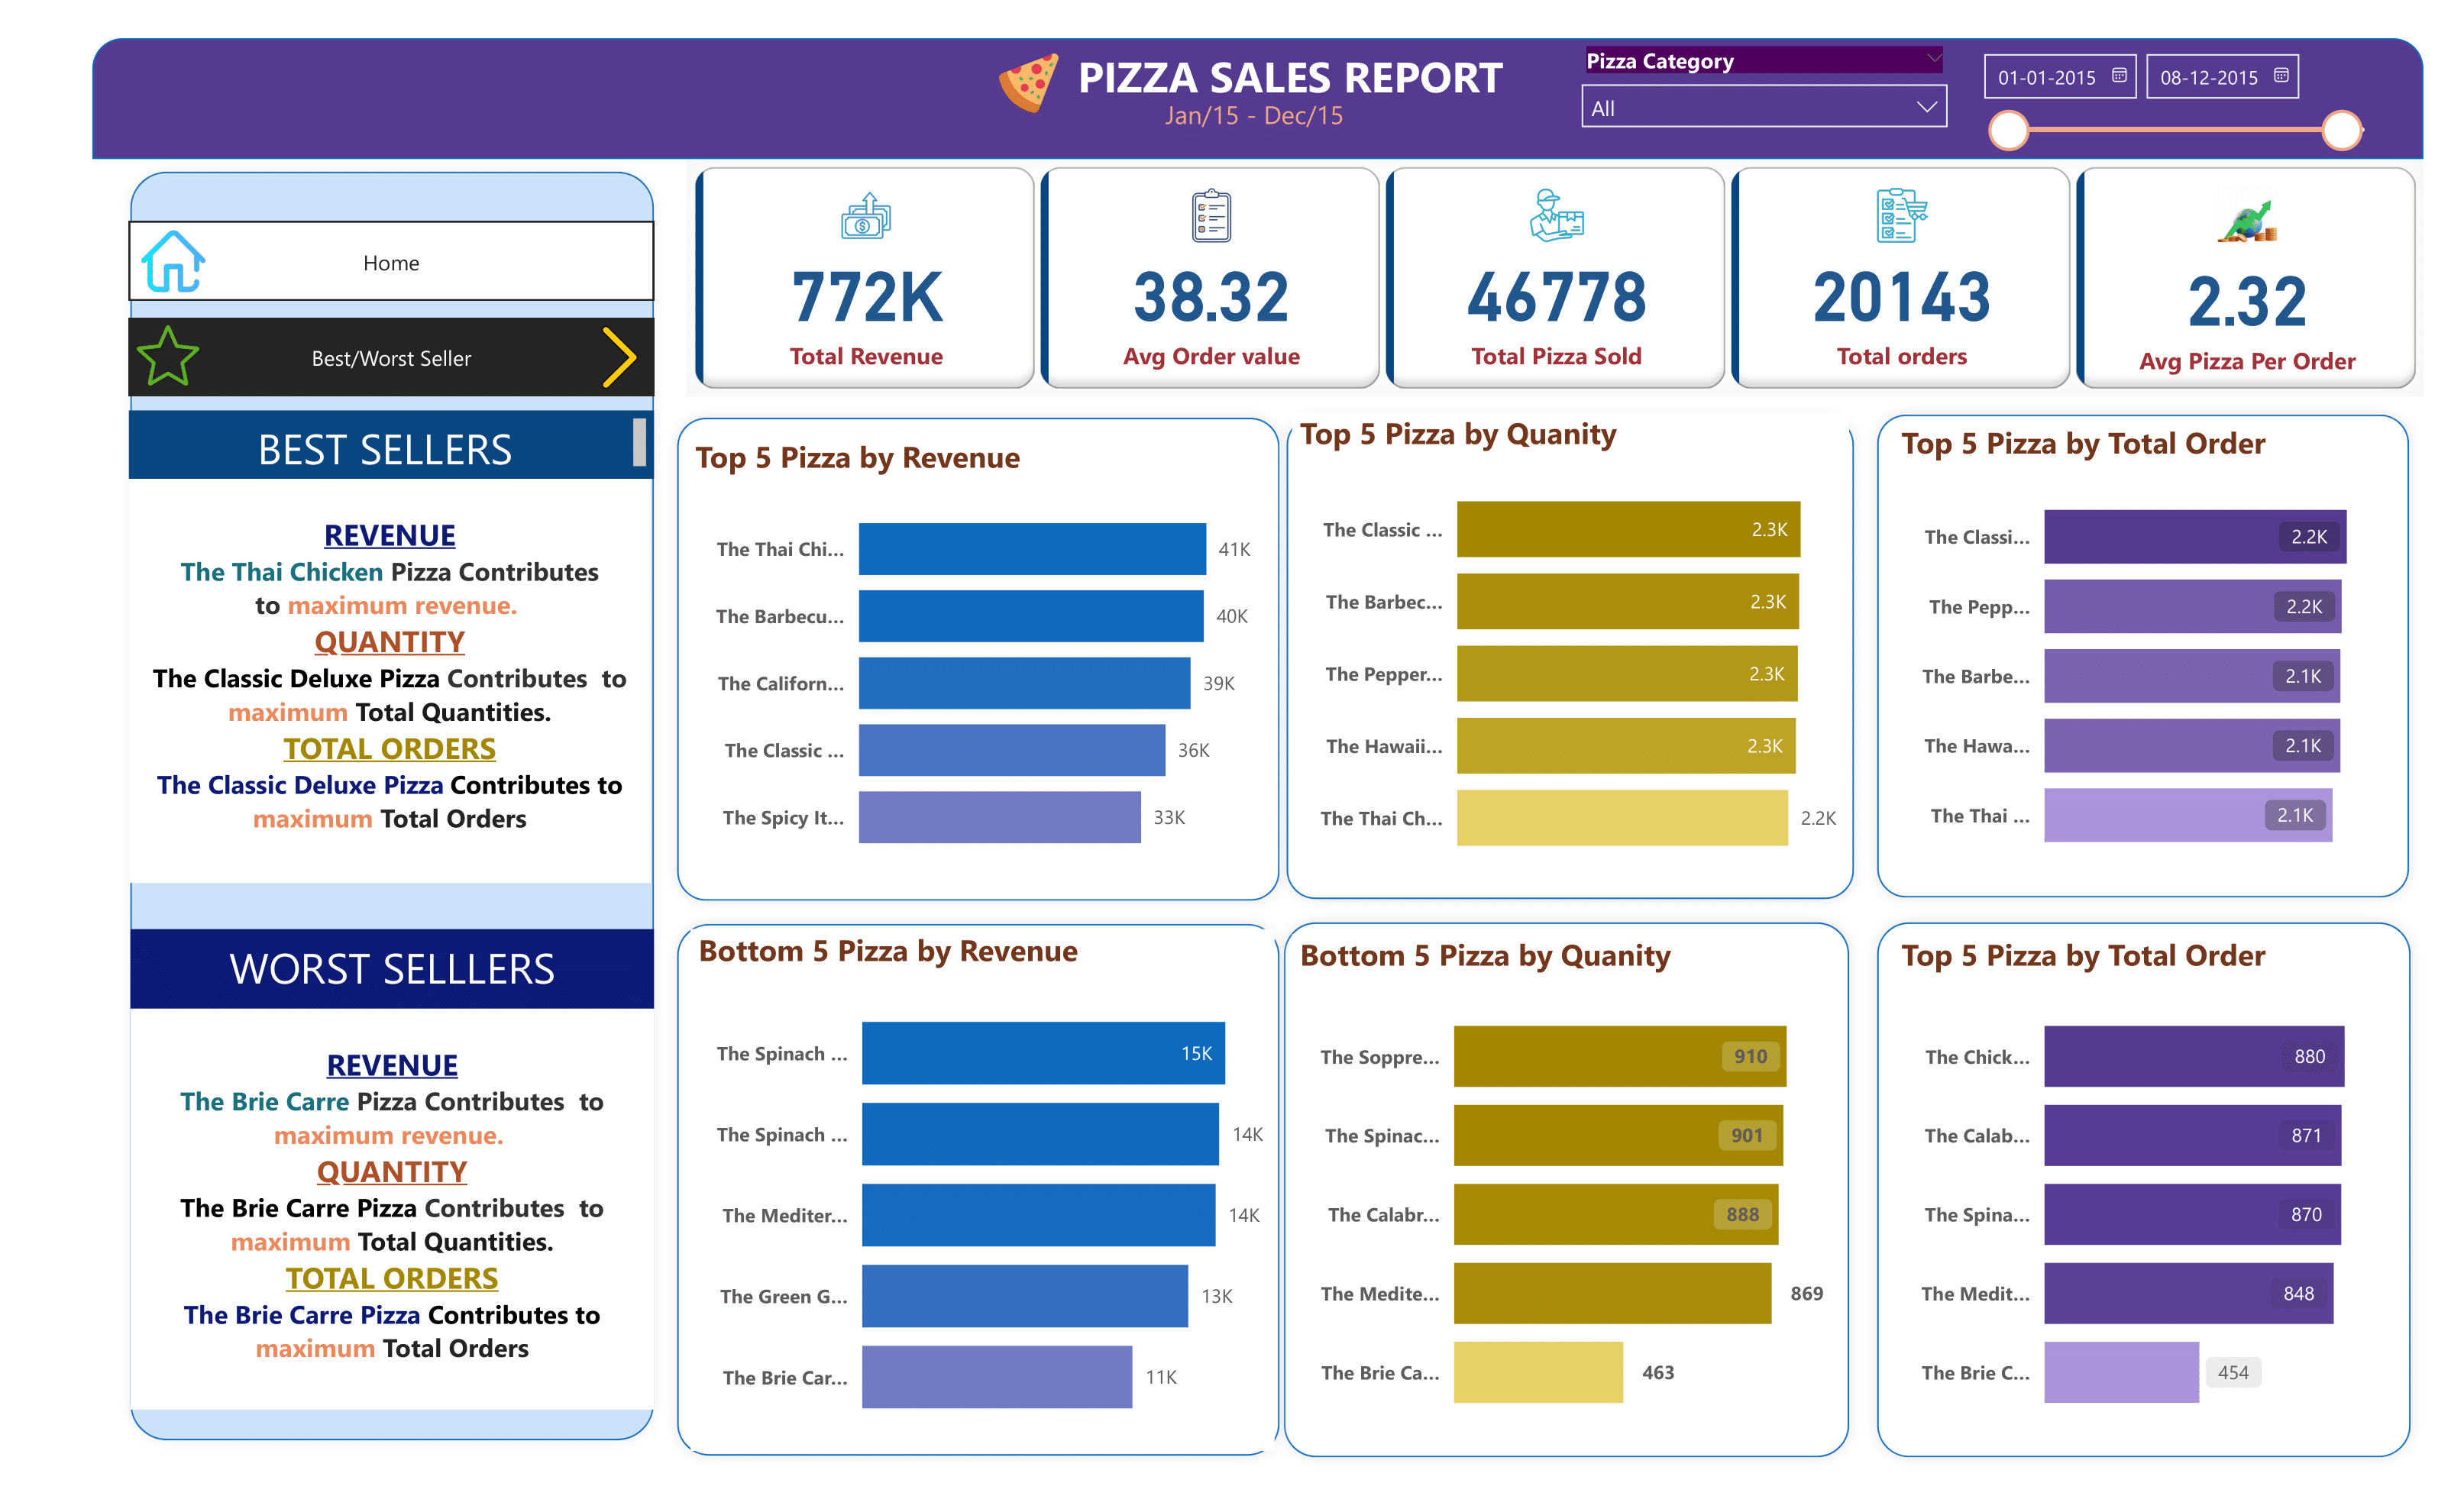 PIZZA SALES REPORT
Jan/15 - Dec/15
Pizza Category
All
01-01-2015
08-12-2015
Home
Best/Worst Seller
772K
Total Revenue
38.32
Avg Order value
46778
Total Pizza Sold
20143
Total orders
2.32
Avg Pizza Per Order
BEST SELLERS
REVENUE
The Thai Chicken Pizza Contributes
to maximum revenue.
QUANTITY
The Classic Deluxe Pizza Contributes to
maximum Total Quantities.
TOTAL ORDERS
The Classic Deluxe Pizza Contributes to
maximum Total Orders
WORST SELLLERS
REVENUE
The Brie Carre Pizza Contributes to
maximum revenue.
QUANTITY
The Brie Carre Pizza Contributes to
maximum Total Quantities.
TOTAL ORDERS
The Brie Carre Pizza Contributes to
maximum Total Orders
Top 5 Pizza by Revenue
The Thai Chi... 41K
The Barbecu... 40K
The Californ... 39K
The Classic ... 36K
The Spicy It... 33K
Top 5 Pizza by Quanity
The Classic ... 2.3K
The Barbec... 2.3K
The Pepper... 2.3K
The Hawaii... 2.3K
The Thai Ch... 2.2K
Top 5 Pizza by Total Order
The Classi... 2.2K
The Pepp... 2.2K
The Barbe... 2.1K
The Hawa... 2.1K
The Thai ... 2.1K
Bottom 5 Pizza by Revenue
The Spinach ... 15K
The Spinach ... 14K
The Mediter... 14K
The Green G... 13K
The Brie Car... 11K
Bottom 5 Pizza by Quanity
The Soppre... 910
The Spinac... 901
The Calabr... 888
The Medite... 869
The Brie Ca... 463
Top 5 Pizza by Total Order
The Chick... 880
The Calab... 871
The Spina... 870
The Medit... 848
The Brie C... 454